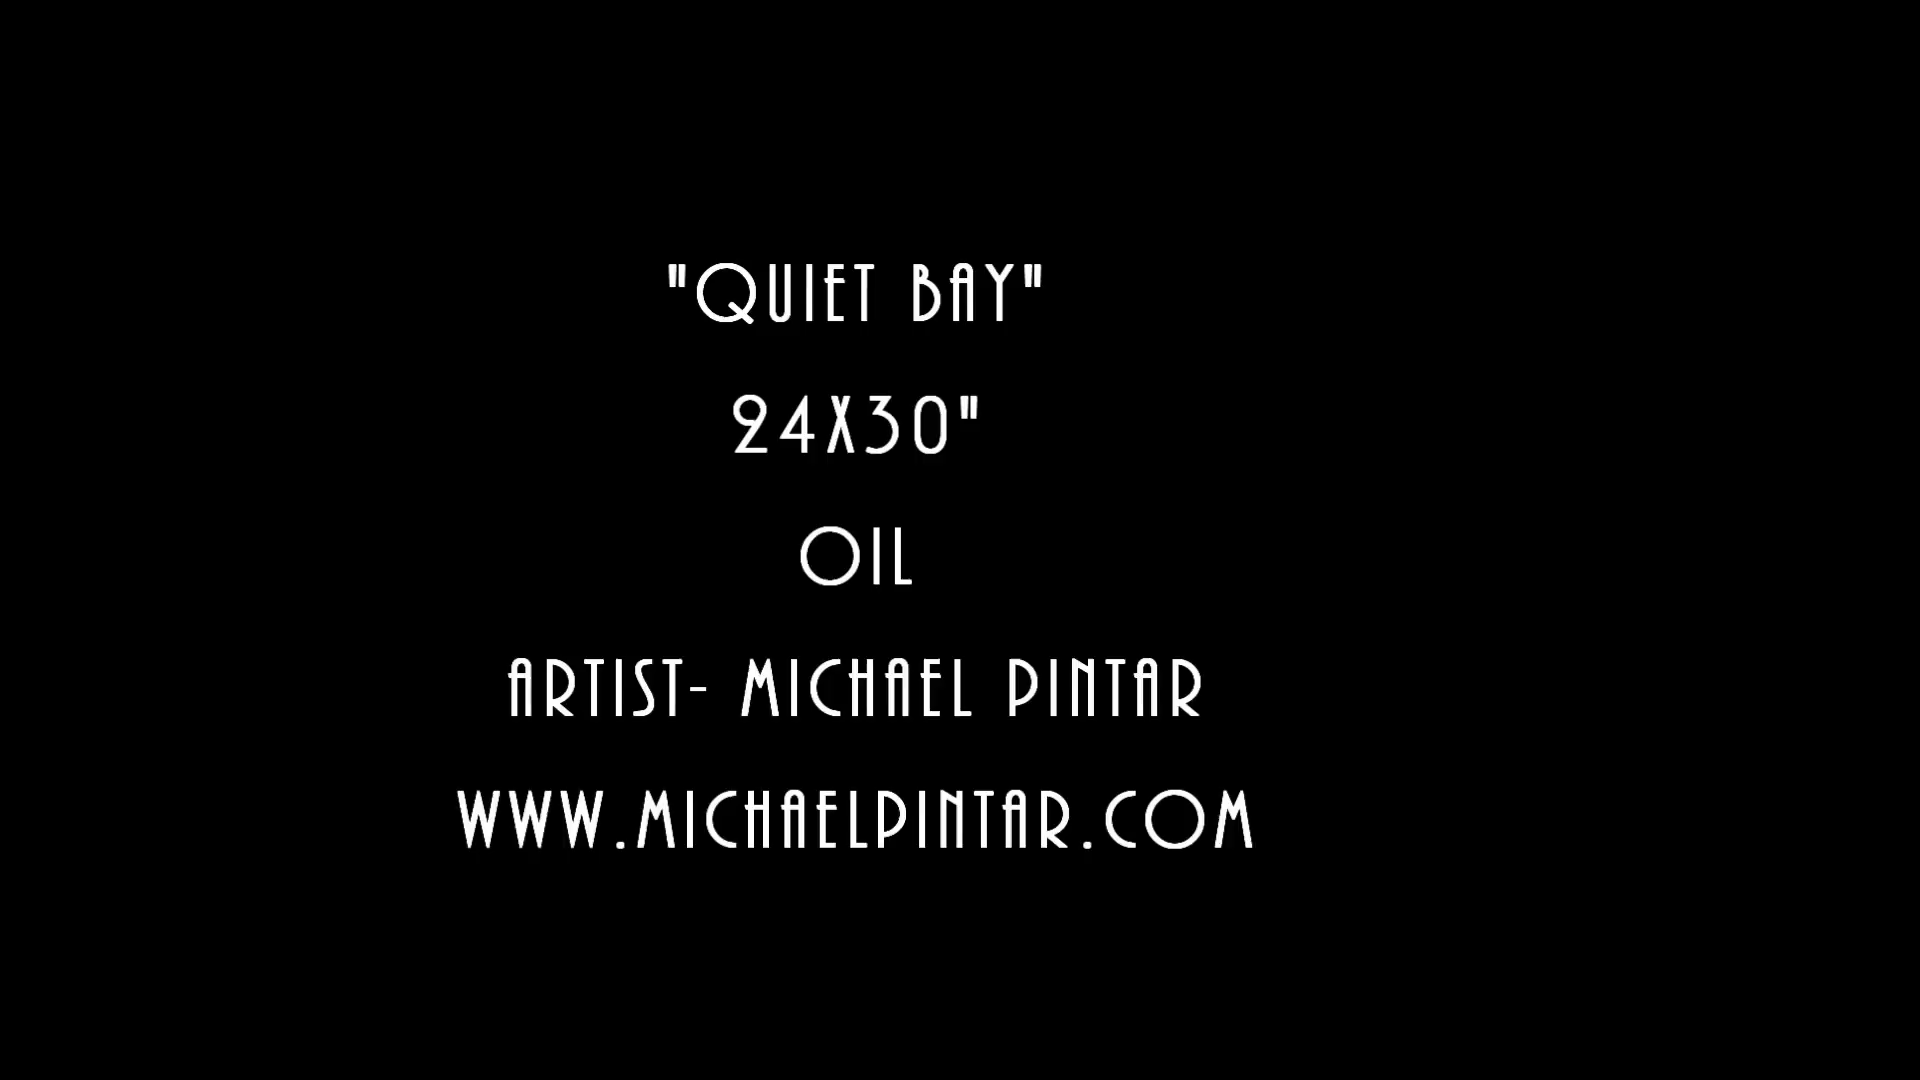 "QUIET BAY"
24X30"
OIL
ARTIST- MICHAEL PINTAR
WWW.MICHAELPINTAR.COM